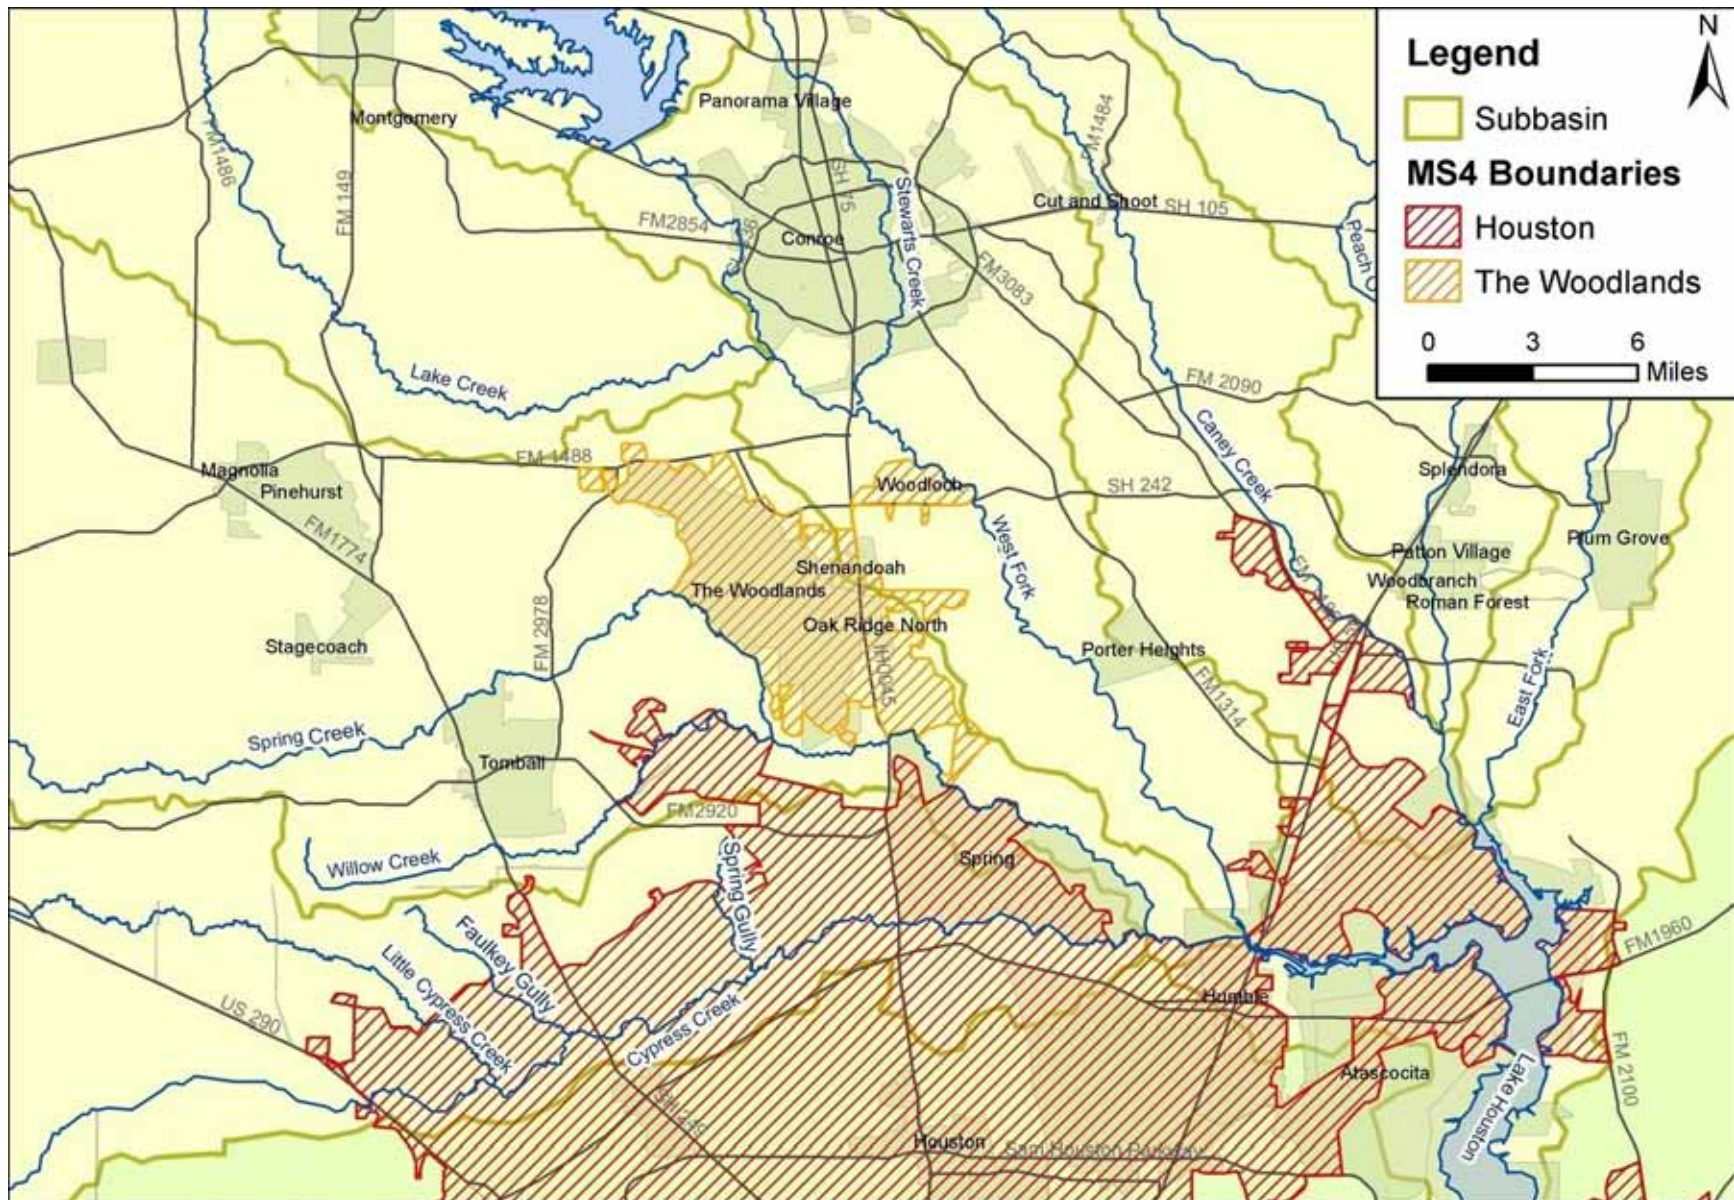 N
Legend
Subbasin
MS4 Boundaries
Houston
The Woodlands
0 3 6
Miles
Montgomery
Panorama Village
FM1486
FM 149
SH 75
FM1484
Stewarts Creek
Cut and Shoot
SH 105
FM2854
Conroe
Peach C
FM3083
Lake Creek
FM 2090
Caney Creek
Magnolia
Pinehurst
FM 1488
Woodloch
SH 242
Splendora
FM1774
West Fork
Plum Grove
Patton Village
Shenandoah
Woodbranch
The Woodlands
Roman Forest
Oak Ridge North
Stagecoach
FM 2978
Porter Heights
IH0045
FM1314
East Fork
Spring Creek
Tomball
FM2920
Willow Creek
Spring Gully
Spring
Faulkey Gully
Little Cypress Creek
FM1960
US 290
Cypress Creek
Humble
Atascocita
FM 2100
Lake Houston
SH 249
Houston
Sam Houston Parkway